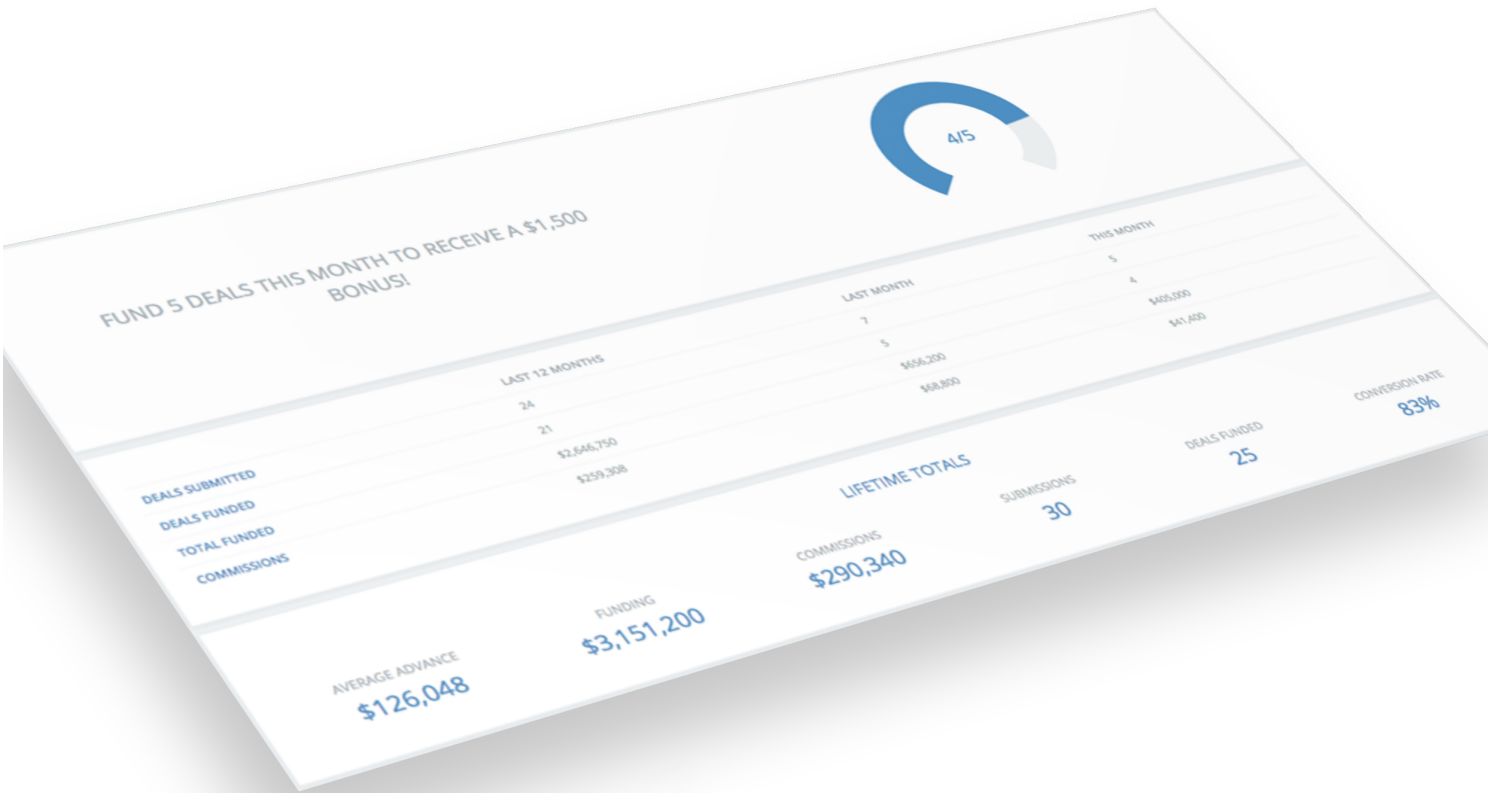 FUND 5 DEALS THIS MONTH TO RECEIVE A $1,500
BONUS!
4/5
LAST 12 MONTHS LAST MONTH THIS MONTH
DEALS SUBMITTED 24 7 5
DEALS FUNDED 21 5 4
TOTAL FUNDED $2,646,750 $656,200 $405,000
COMMISSIONS $259,308 $68,800 $41,400
LIFETIME TOTALS
AVERAGE ADVANCE FUNDING COMMISSIONS SUBMISSIONS DEALS FUNDED CONVERSION RATE
$126,048 $3,151,200 $290,340 30 25 83%